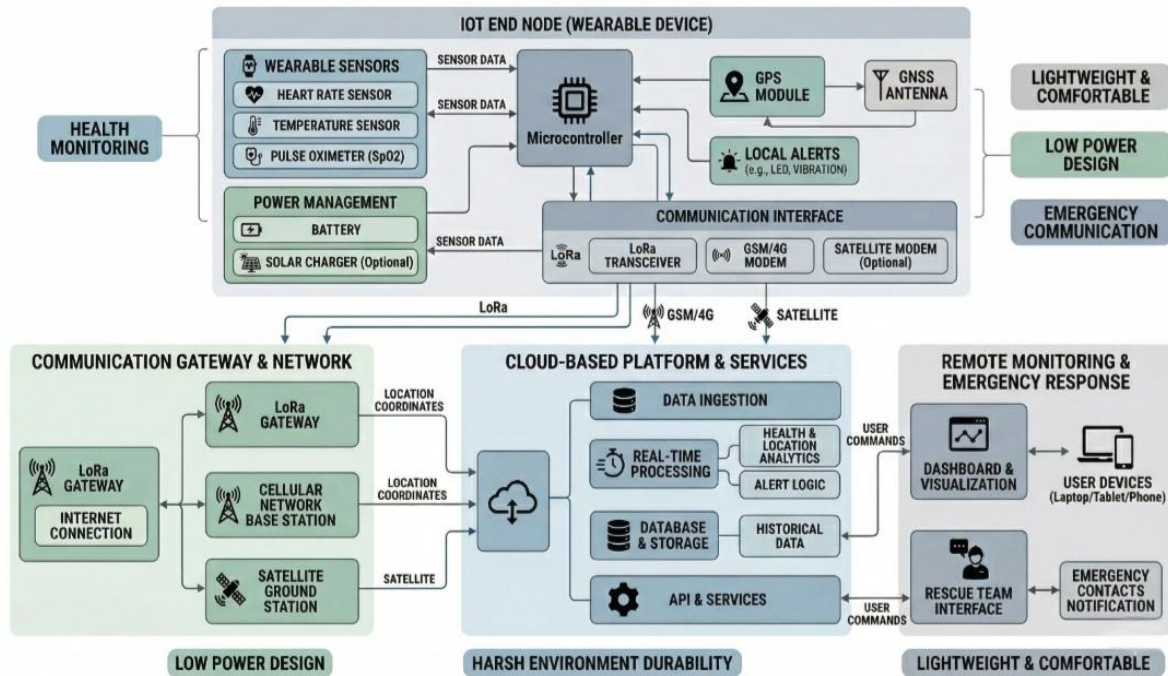 IOT END NODE (WEARABLE DEVICE)
HEALTH
MONITORING
WEARABLE SENSORS
HEART RATE SENSOR
TEMPERATURE SENSOR
PULSE OXIMETER (SpO2)
POWER MANAGEMENT
BATTERY
SOLAR CHARGER (Optional)
SENSOR DATA
SENSOR DATA
SENSOR DATA
Microcontroller
GPS
MODULE
GNSS
ANTENNA
LOCAL ALERTS
(e.g., LED, VIBRATION)
COMMUNICATION INTERFACE
LoRa
LoRa
TRANSCEIVER
GSM/4G
MODEM
SATELLITE MODEM
(Optional)
LIGHTWEIGHT &
COMFORTABLE
LOW POWER
DESIGN
EMERGENCY
COMMUNICATION
LoRa
GSM/4G
SATELLITE
COMMUNICATION GATEWAY & NETWORK
LoRa
GATEWAY
INTERNET
CONNECTION
LoRa
GATEWAY
CELLULAR
NETWORK
BASE STATION
SATELLITE
GROUND
STATION
LOCATION
COORDINATES
LOCATION
COORDINATES
SATELLITE
CLOUD-BASED PLATFORM & SERVICES
DATA INGESTION
REAL-TIME
PROCESSING
HEALTH &
LOCATION
ANALYTICS
ALERT LOGIC
DATABASE
& STORAGE
HISTORICAL
DATA
API & SERVICES
USER
COMMANDS
USER
COMMANDS
REMOTE MONITORING &
EMERGENCY RESPONSE
DASHBOARD &
VISUALIZATION
USER DEVICES
(Laptop/Tablet/Phone)
RESCUE TEAM
INTERFACE
EMERGENCY
CONTACTS
NOTIFICATION
LOW POWER DESIGN
HARSH ENVIRONMENT DURABILITY
LIGHTWEIGHT & COMFORTABLE